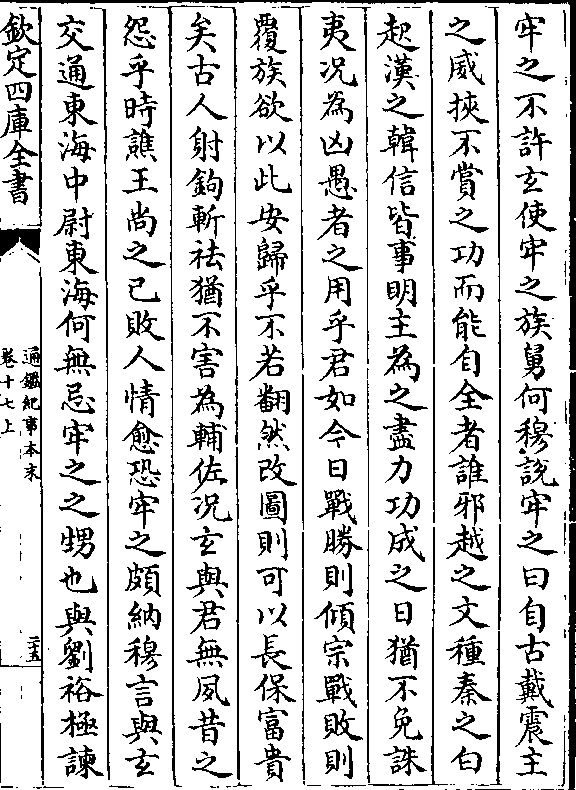 牢之不許玄使牢之族舅何穆說牢之曰自古戴震主
之威挾不賞之功而能自全者誰邪越之文種秦之白
起漢之韓信皆事明主為之盡力功成之日猶不免誅
夷况為凶愚者之用乎君如今日戰勝則傾宗戰敗則
覆族欲以此安歸乎不若翻然改圖則可以長保富貴
矣古人射鉤斬祛猶不害為輔佐况玄與君無夙昔之
怨乎時譙王尚之已敗人情愈恐牢之頗納穆言與玄
交通東海中尉東海何無忌牢之之甥也與劉裕極諫
欽定四庫全書
通鑑紀事本末
卷十七上
二五